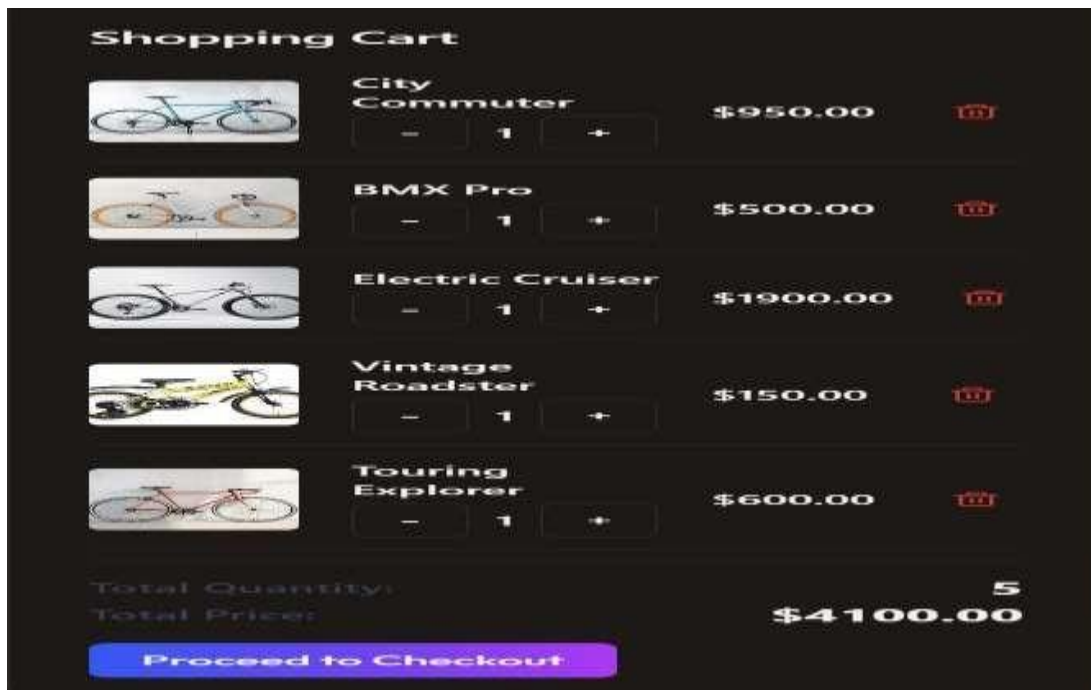 Shopping Cart
City
Commuter
- 1 +
$950.00
BMX Pro
- 1 +
$500.00
Electric Cruiser
- 1 +
$1900.00
Vintage
Roadster
- 1 +
$150.00
Touring
Explorer
- 1 +
$600.00
Total Quantity: 5
Total Price: $4100.00
Proceed to Checkout